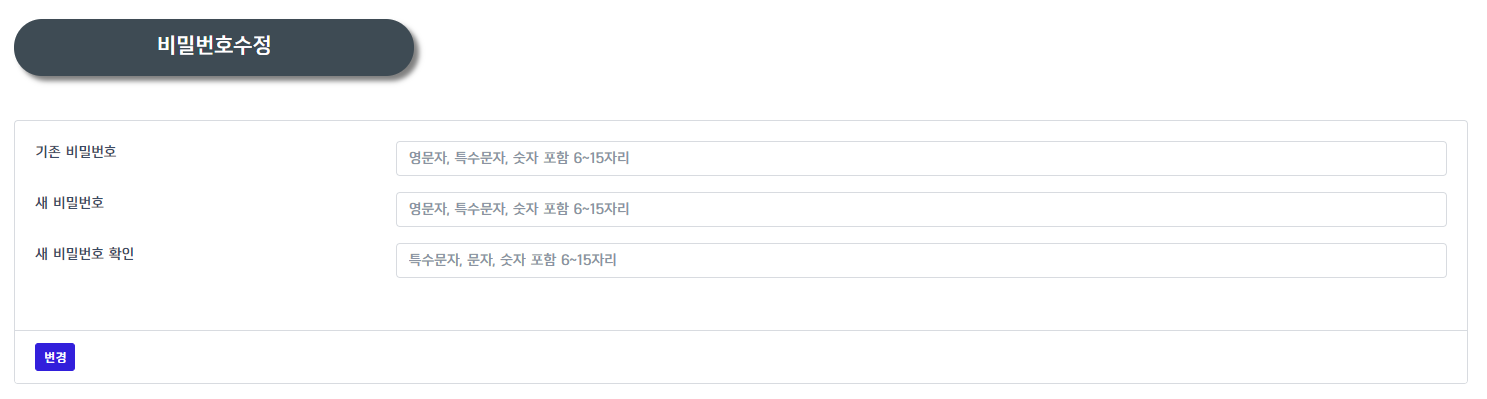 비밀번호수정
기존 비밀번호
영문자, 특수문자, 숫자 포함 6~15자리
새 비밀번호
영문자, 특수문자, 숫자 포함 6~15자리
새 비밀번호 확인
특수문자, 문자, 숫자 포함 6~15자리
변경